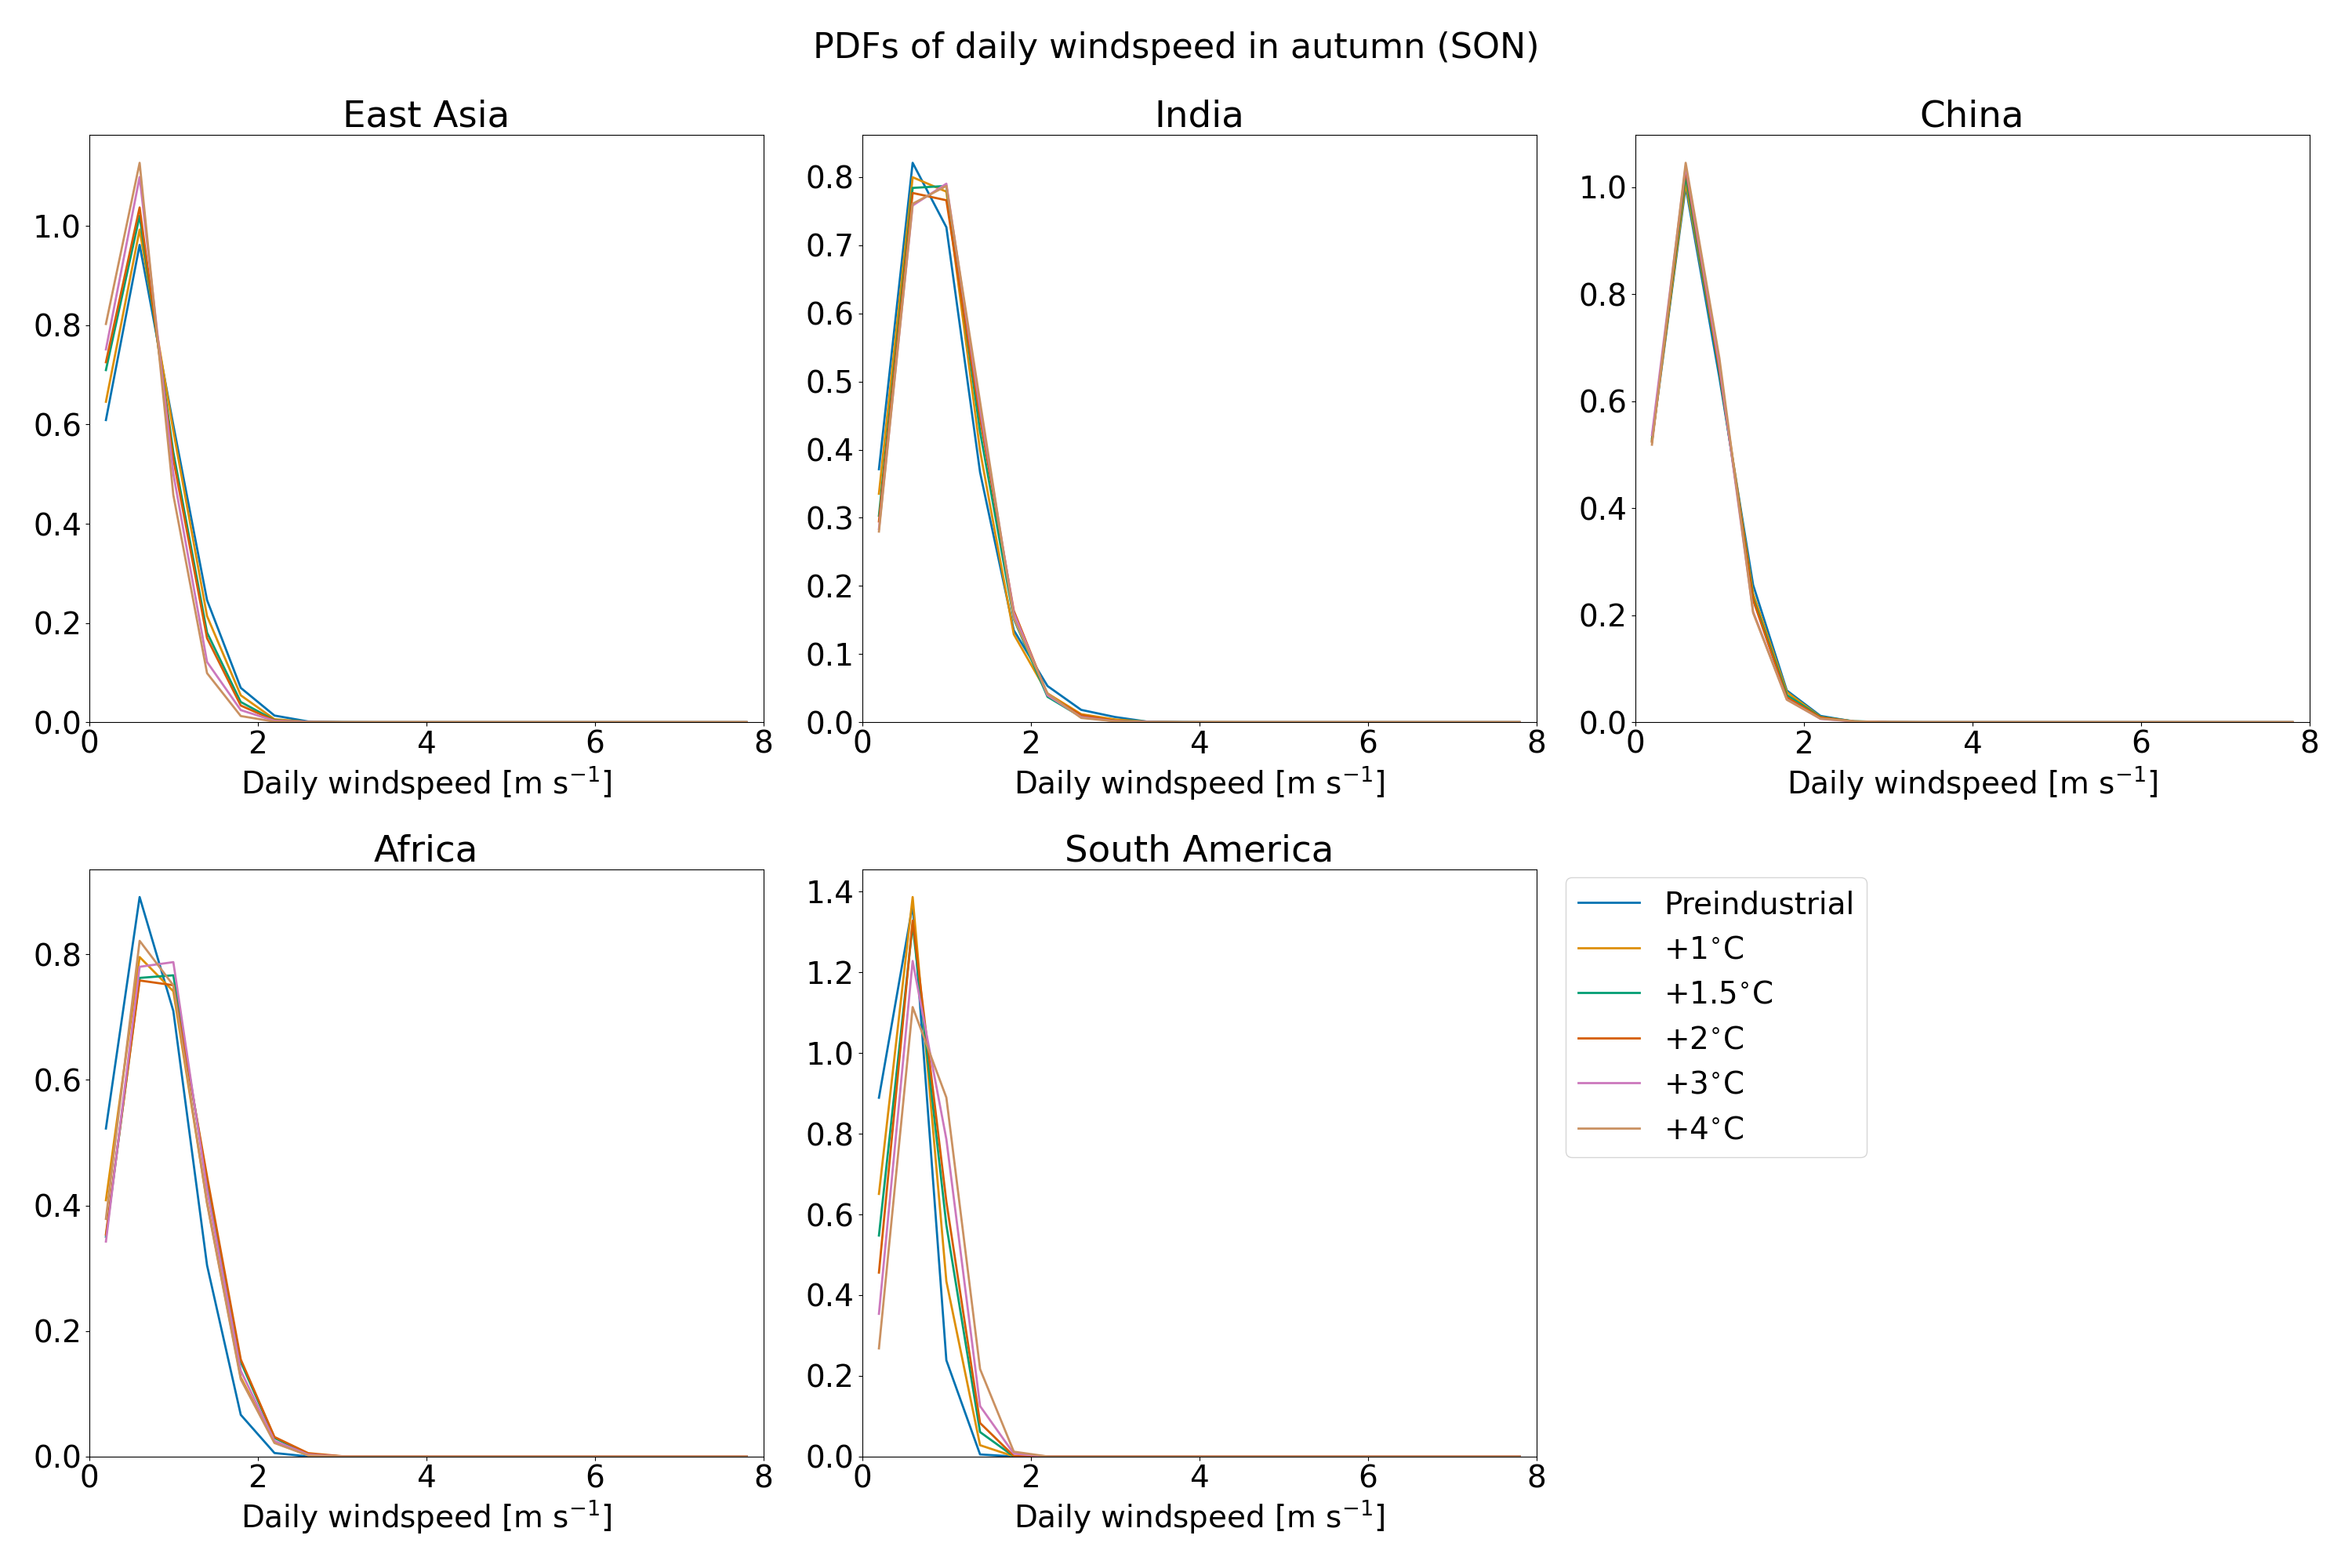 PDFs of daily windspeed in autumn (SON)
East Asia
1.0
0.8
0.6
0.4
0.2
0.0
0 2 4 6 8
Daily windspeed [m s⁻¹]
India
0.8
0.7
0.6
0.5
0.4
0.3
0.2
0.1
0.0
0 2 4 6 8
Daily windspeed [m s⁻¹]
China
1.0
0.8
0.6
0.4
0.2
0.0
0 2 4 6 8
Daily windspeed [m s⁻¹]
Africa
0.8
0.6
0.4
0.2
0.0
0 2 4 6 8
Daily windspeed [m s⁻¹]
South America
1.4
1.2
1.0
0.8
0.6
0.4
0.2
0.0
0 2 4 6 8
Daily windspeed [m s⁻¹]
Preindustrial
+1°C
+1.5°C
+2°C
+3°C
+4°C